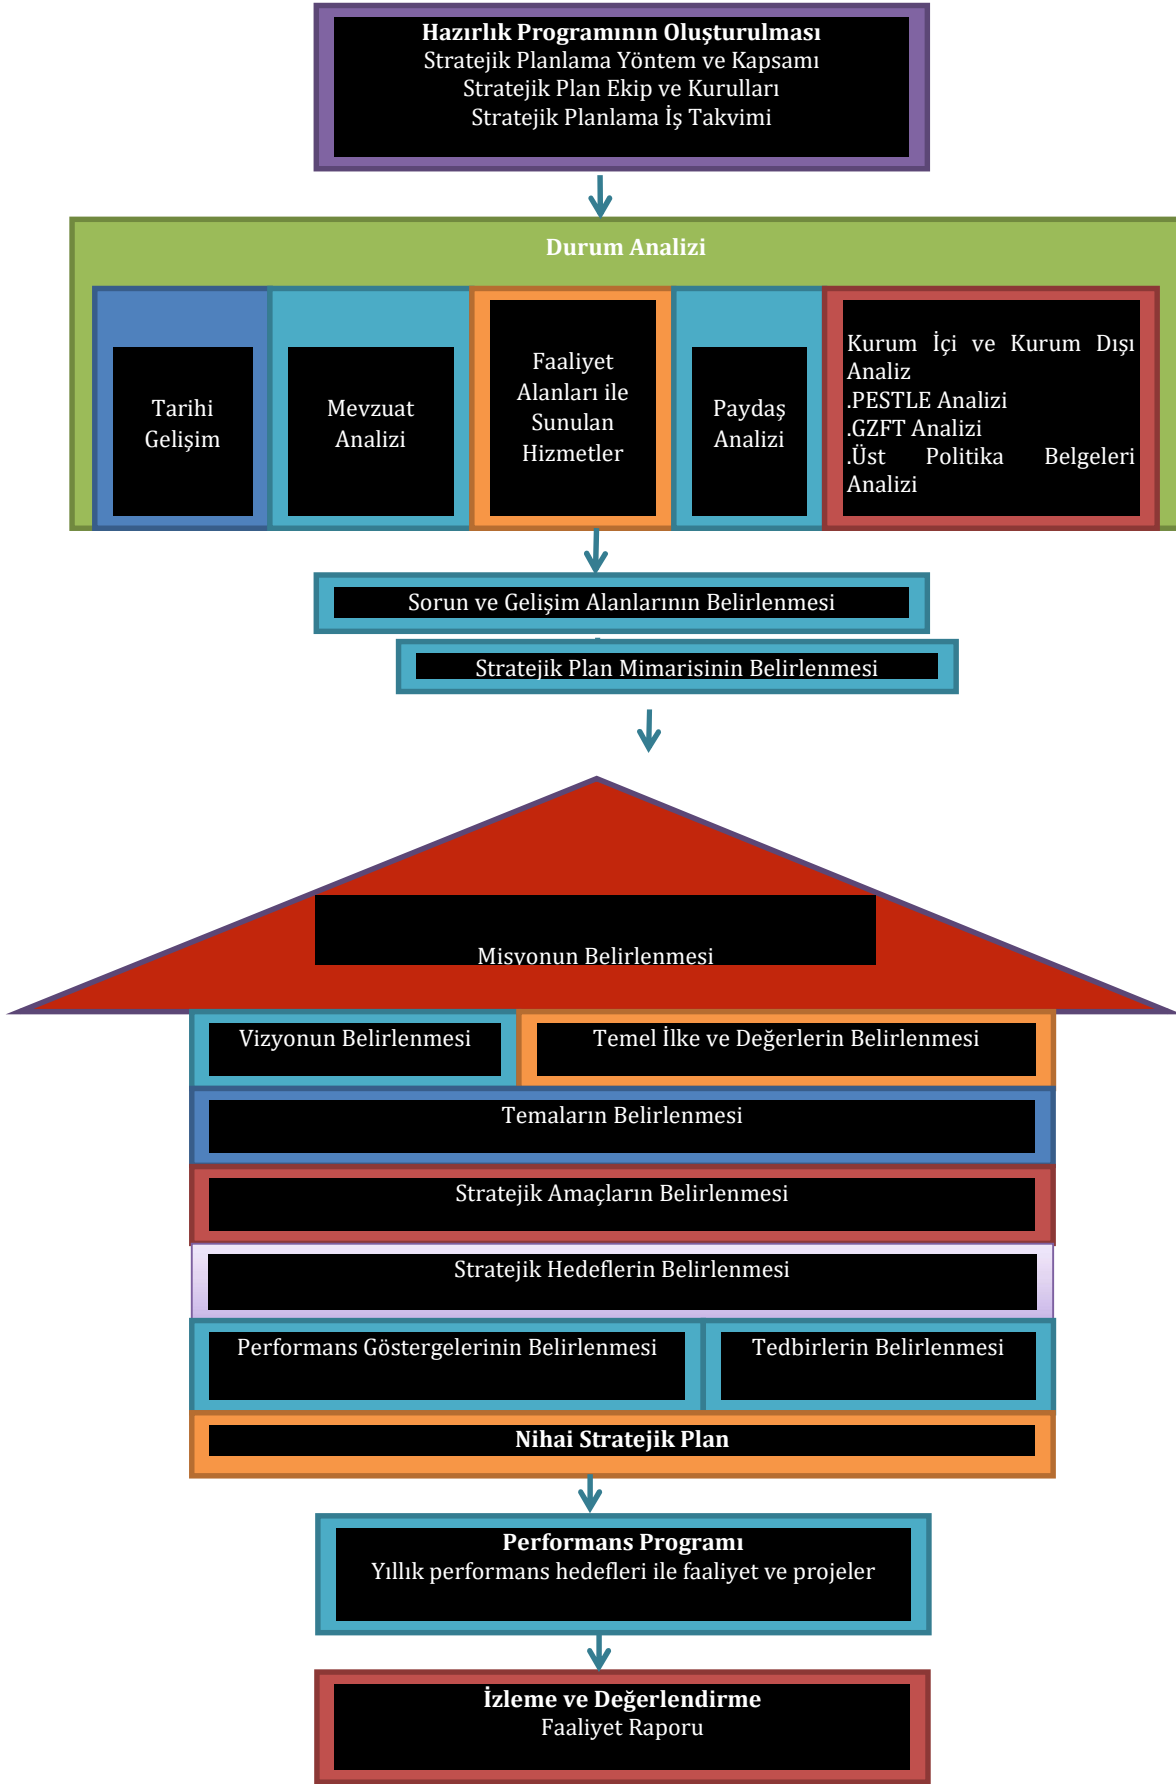 Hazırlık Programının Oluşturulması
Stratejik Planlama Yöntem ve Kapsamı
Stratejik Plan Ekip ve Kurulları
Stratejik Planlama İş Takvimi
Durum Analizi
Tarihi
Gelişim
Mevzuat
Analizi
Faaliyet
Alanları ile
Sunulan
Hizmetler
Paydaş
Analizi
Kurum İçi ve Kurum Dışı
Analiz
.PESTLE Analizi
.GZFT Analizi
.Üst Politika Belgeleri
Analizi
Sorun ve Gelişim Alanlarının Belirlenmesi
Stratejik Plan Mimarisinin Belirlenmesi
Misyonun Belirlenmesi
Vizyonun Belirlenmesi
Temel İlke ve Değerlerin Belirlenmesi
Temaların Belirlenmesi
Stratejik Amaçların Belirlenmesi
Stratejik Hedeflerin Belirlenmesi
Performans Göstergelerinin Belirlenmesi
Tedbirlerin Belirlenmesi
Nihai Stratejik Plan
Performans Programı
Yıllık performans hedefleri ile faaliyet ve projeler
İzleme ve Değerlendirme
Faaliyet Raporu